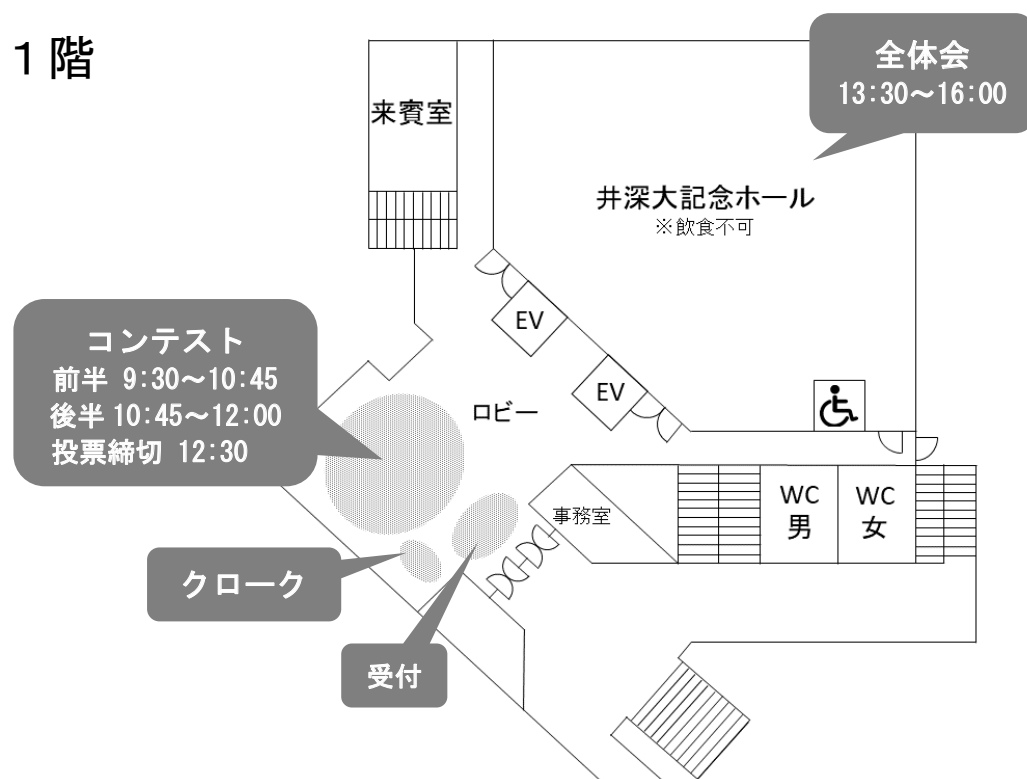 1階
全体会
13:30～16:00
来賓室
井深大記念ホール
※飲食不可
EV
EV
コンテスト
前半 9:30～10:45
後半 10:45～12:00
投票締切 12:30
ロビー
事務室
WC
男
WC
女
クローク
受付